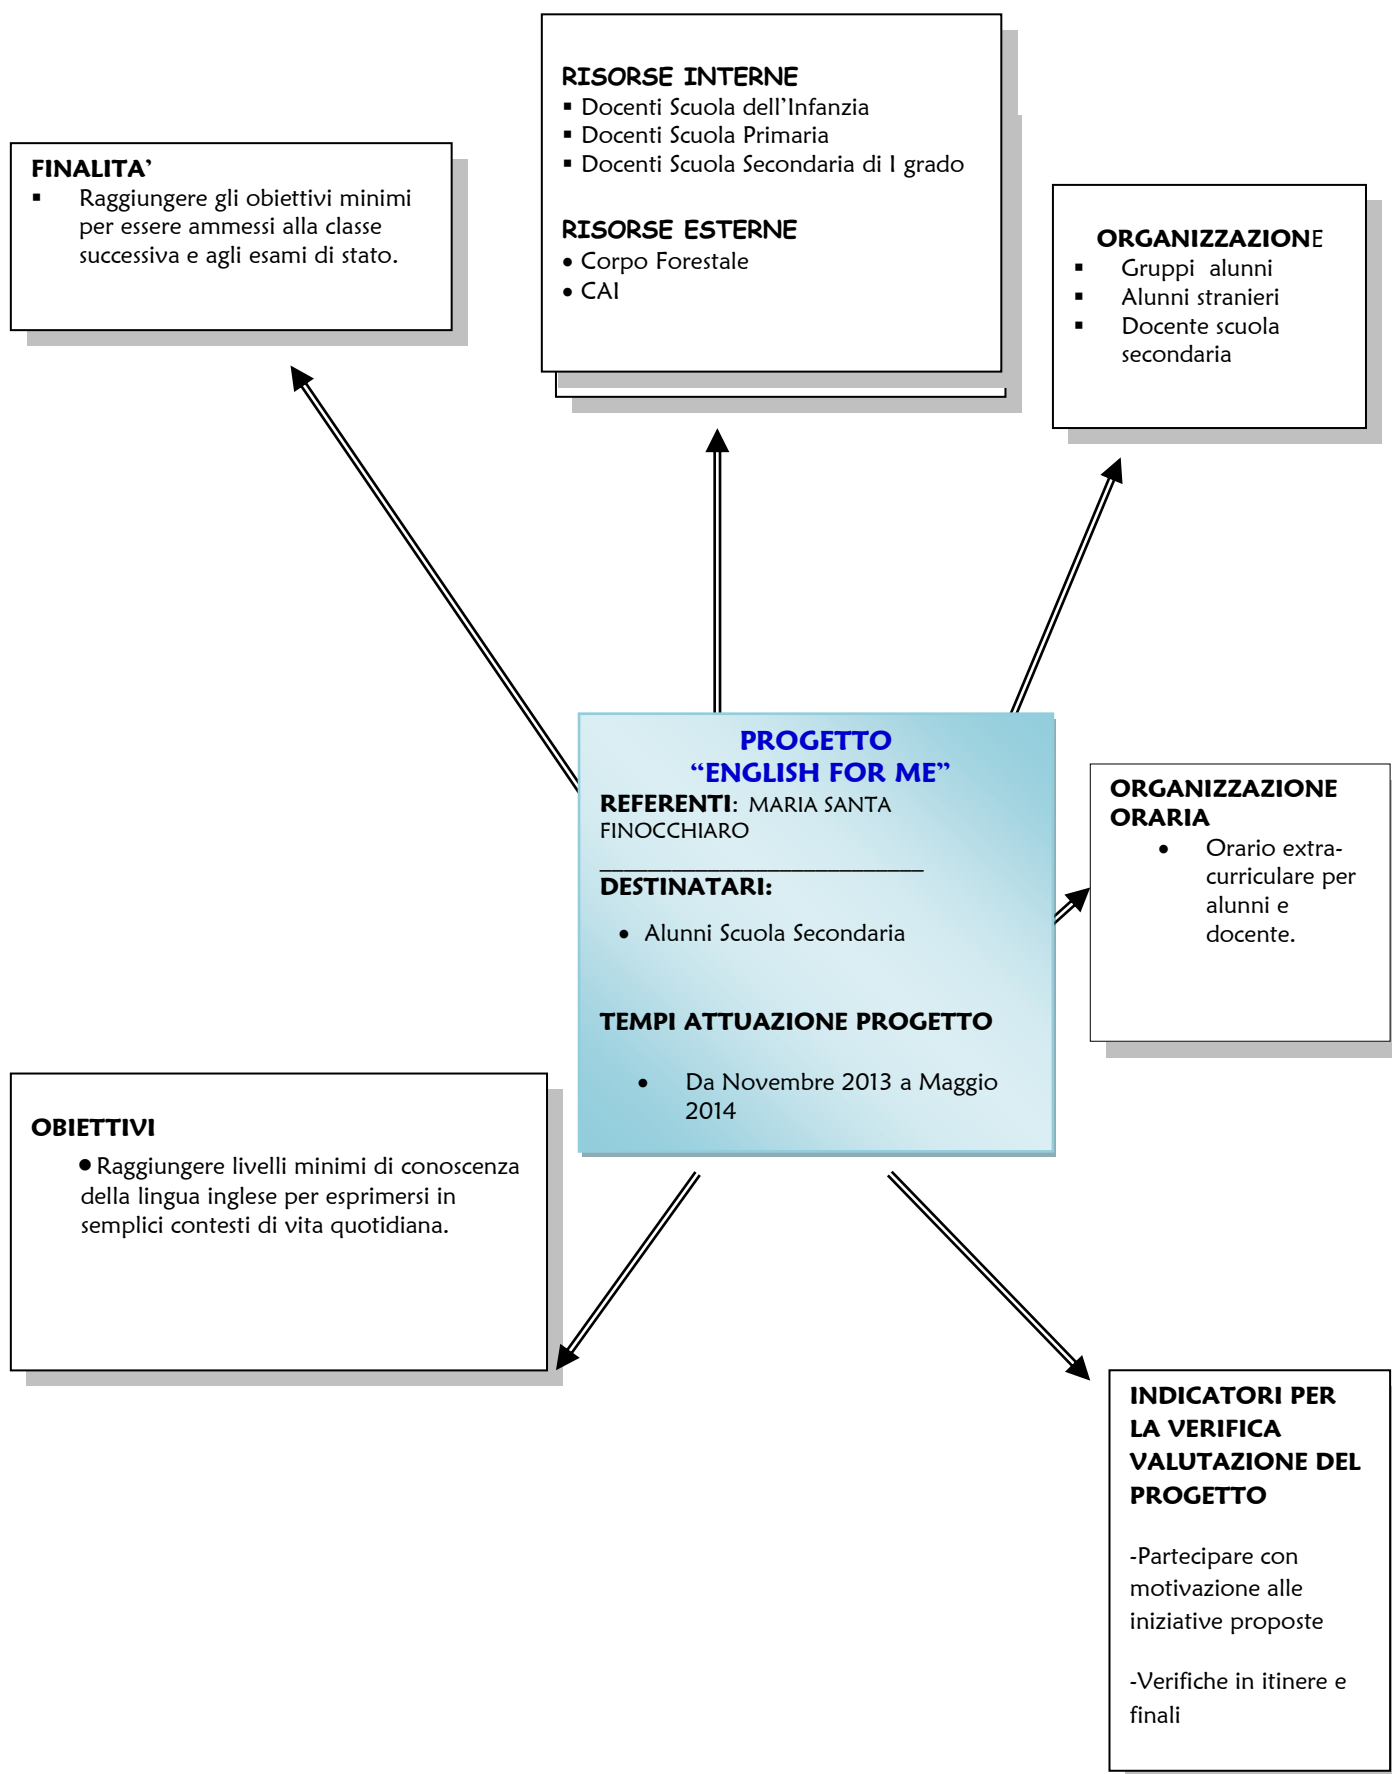 RISORSE INTERNE
▪ Docenti Scuola dell’Infanzia
▪ Docenti Scuola Primaria
▪ Docenti Scuola Secondaria di I grado
RISORSE ESTERNE
• Corpo Forestale
• CAI
FINALITA’
▪ Raggiungere gli obiettivi minimi
per essere ammessi alla classe
successiva e agli esami di stato.
ORGANIZZAZIONE
▪ Gruppi alunni
▪ Alunni stranieri
▪ Docente scuola
secondaria
PROGETTO
“ENGLISH FOR ME”
REFERENTI: MARIA SANTA
FINOCCHIARO
___________________________
DESTINATARI:
• Alunni Scuola Secondaria
TEMPI ATTUAZIONE PROGETTO
• Da Novembre 2013 a Maggio
2014
ORGANIZZAZIONE
ORARIA
• Orario extra-
curriculare per
alunni e
docente.
OBIETTIVI
• Raggiungere livelli minimi di conoscenza
della lingua inglese per esprimersi in
semplici contesti di vita quotidiana.
INDICATORI PER
LA VERIFICA
VALUTAZIONE DEL
PROGETTO
-Partecipare con
motivazione alle
iniziative proposte
-Verifiche in itinere e
finali